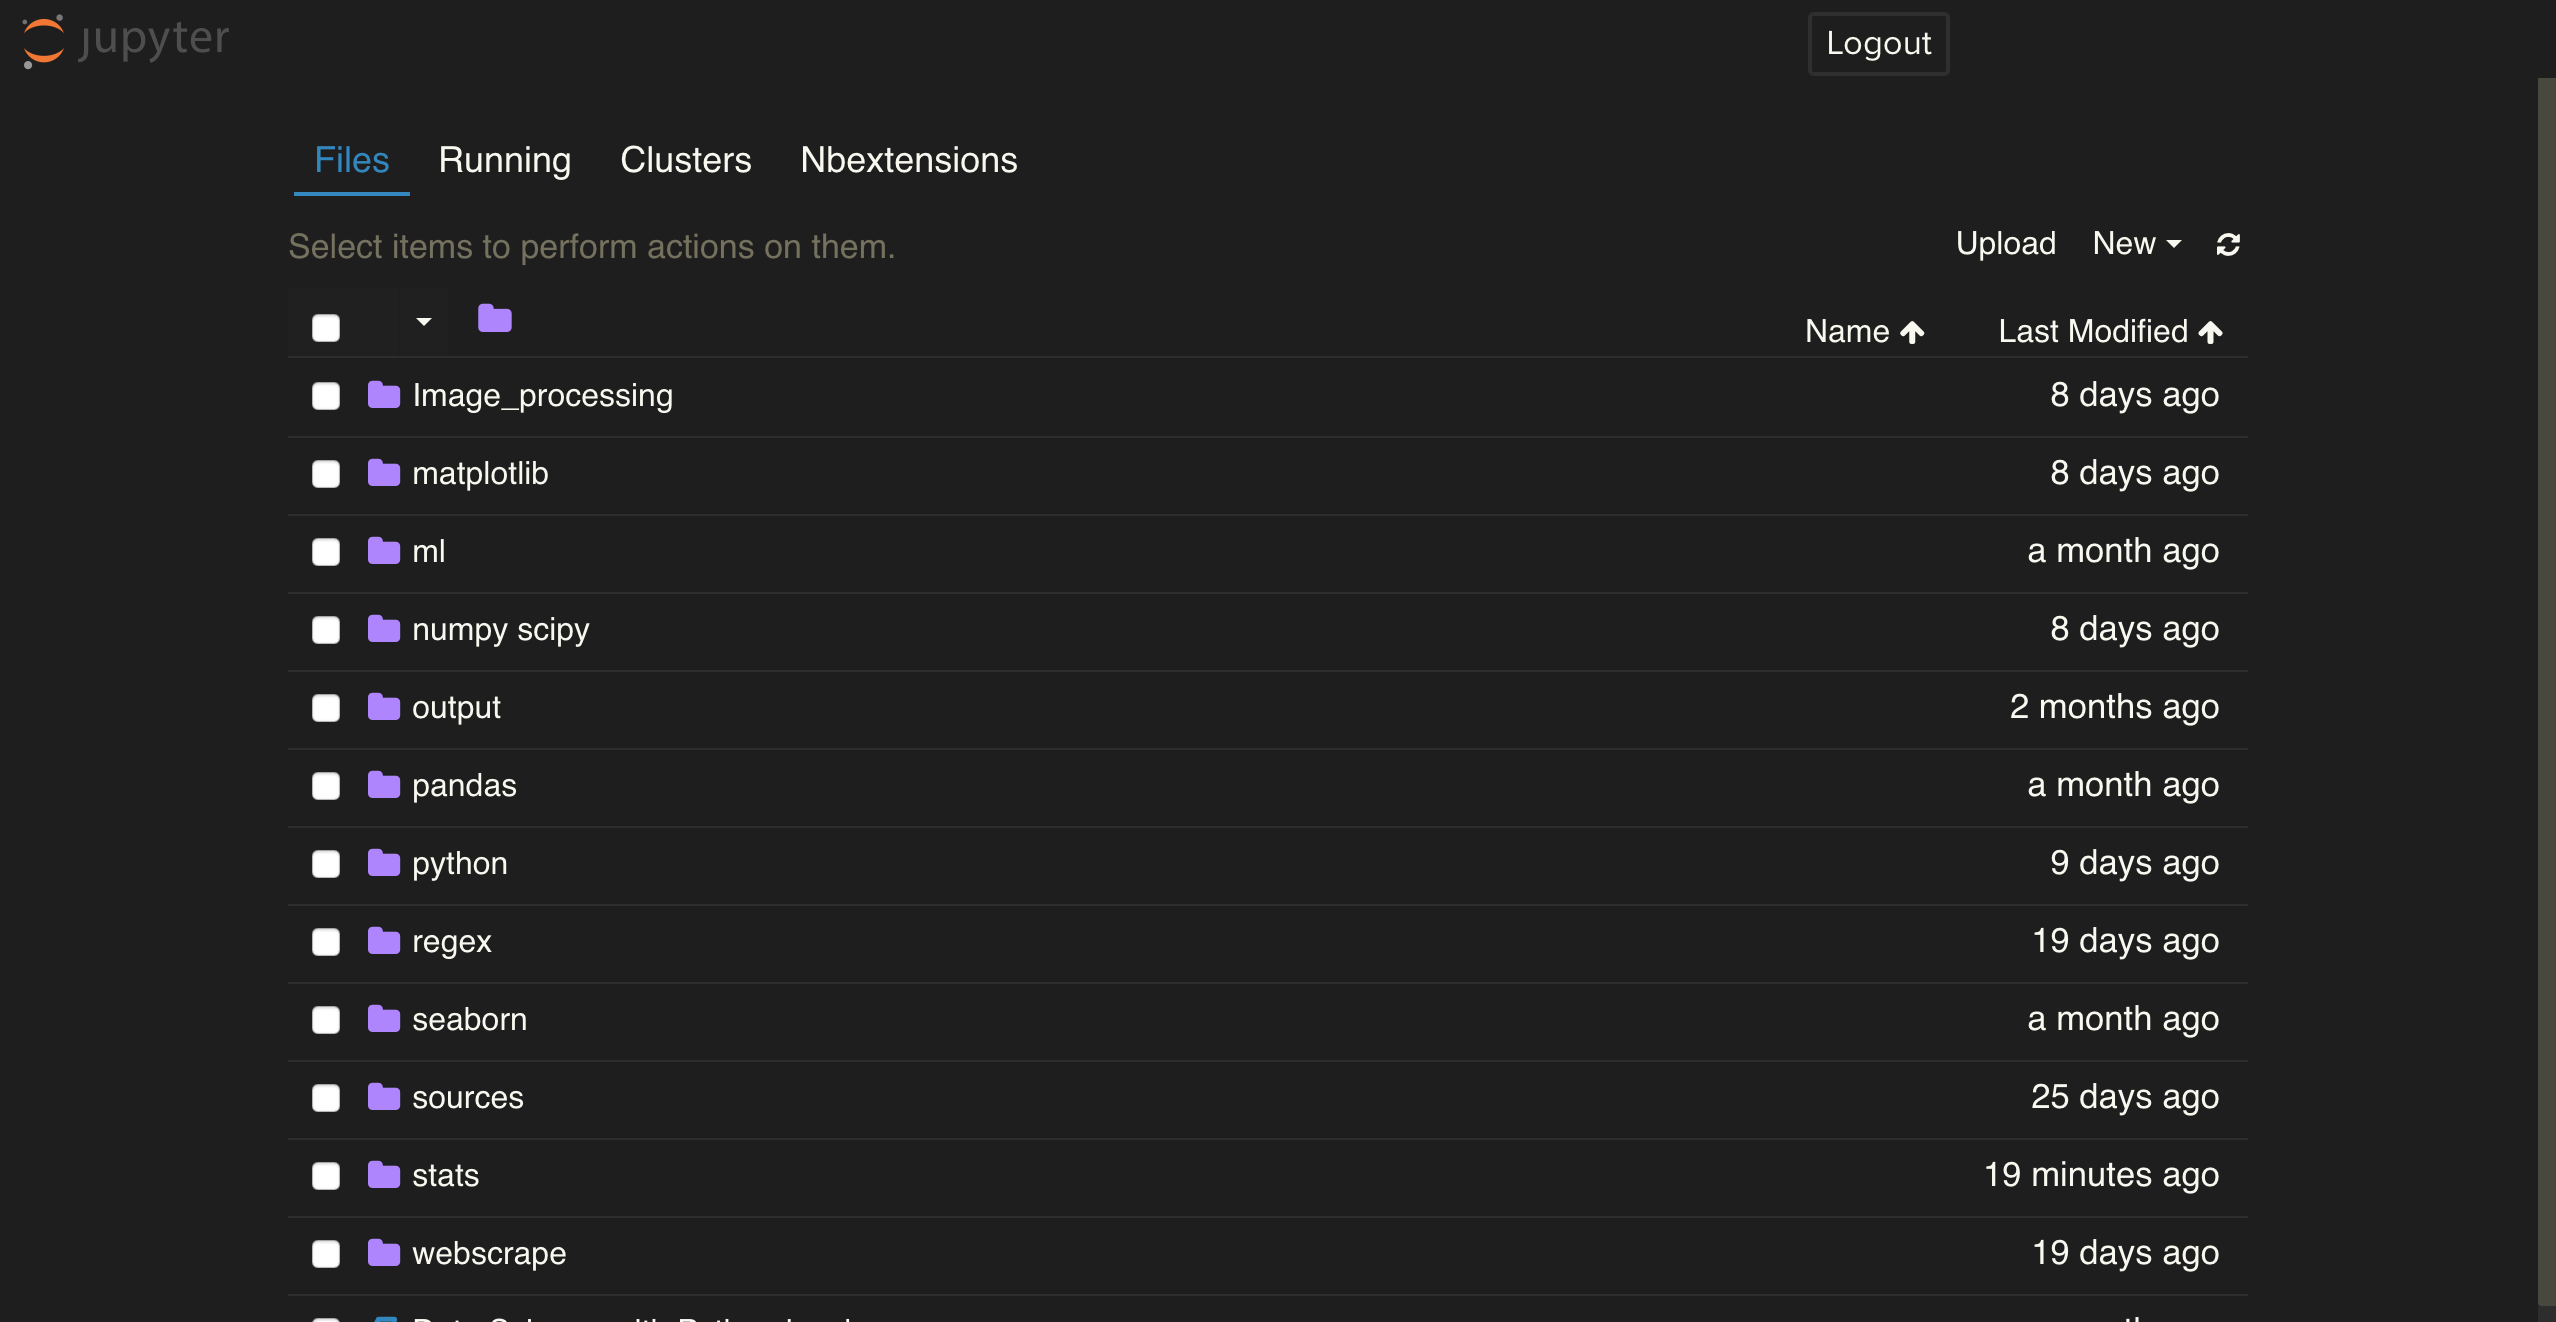 jupyter
Logout
Files Running Clusters Nbextensions
Select items to perform actions on them.
Upload New
Name Last Modified
Image_processing 8 days ago
matplotlib 8 days ago
ml a month ago
numpy scipy 8 days ago
output 2 months ago
pandas a month ago
python 9 days ago
regex 19 days ago
seaborn a month ago
sources 25 days ago
stats 19 minutes ago
webscrape 19 days ago